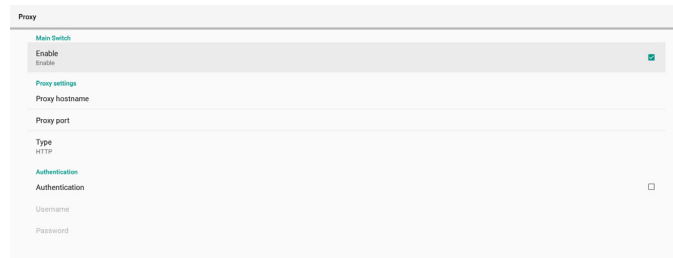 Proxy
Main Switch
Enable
Enable
Proxy settings
Proxy hostname
Proxy port
Type
HTTP
Authentication
Authentication
Username
Password